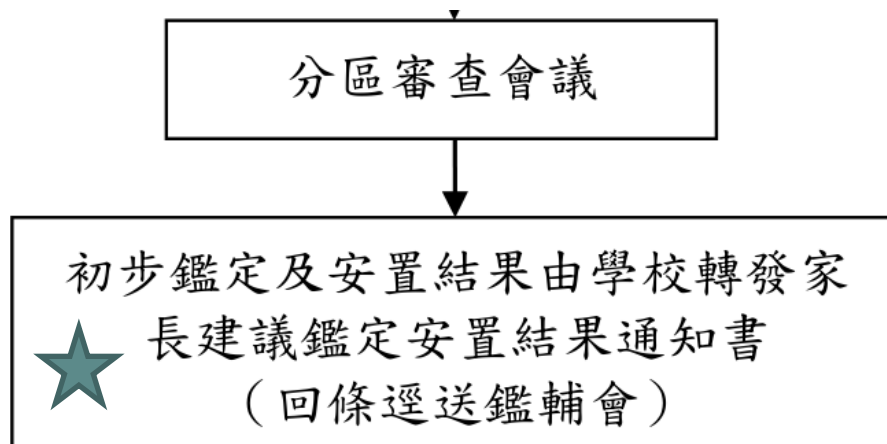 分區審查會議
初步鑑定及安置結果由學校轉發家
長建議鑑定安置結果通知書
（回條逕送鑑輔會）